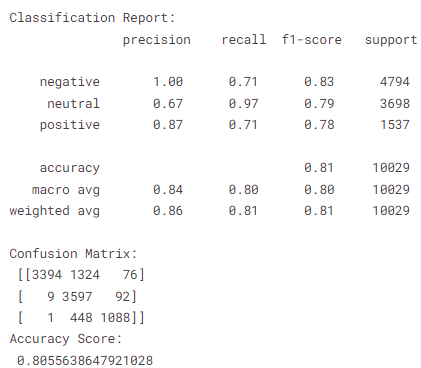 Classification Report:
              precision    recall  f1-score   support

    negative       1.00      0.71      0.83      4794
     neutral       0.67      0.97      0.79      3698
    positive       0.87      0.71      0.78      1537

    accuracy                           0.81     10029
   macro avg       0.84      0.80      0.80     10029
weighted avg       0.86      0.81      0.81     10029

Confusion Matrix:
 [[3394 1324   76]
 [   9 3597   92]
 [   1  448 1088]]
Accuracy Score:
 0.8055638647921028